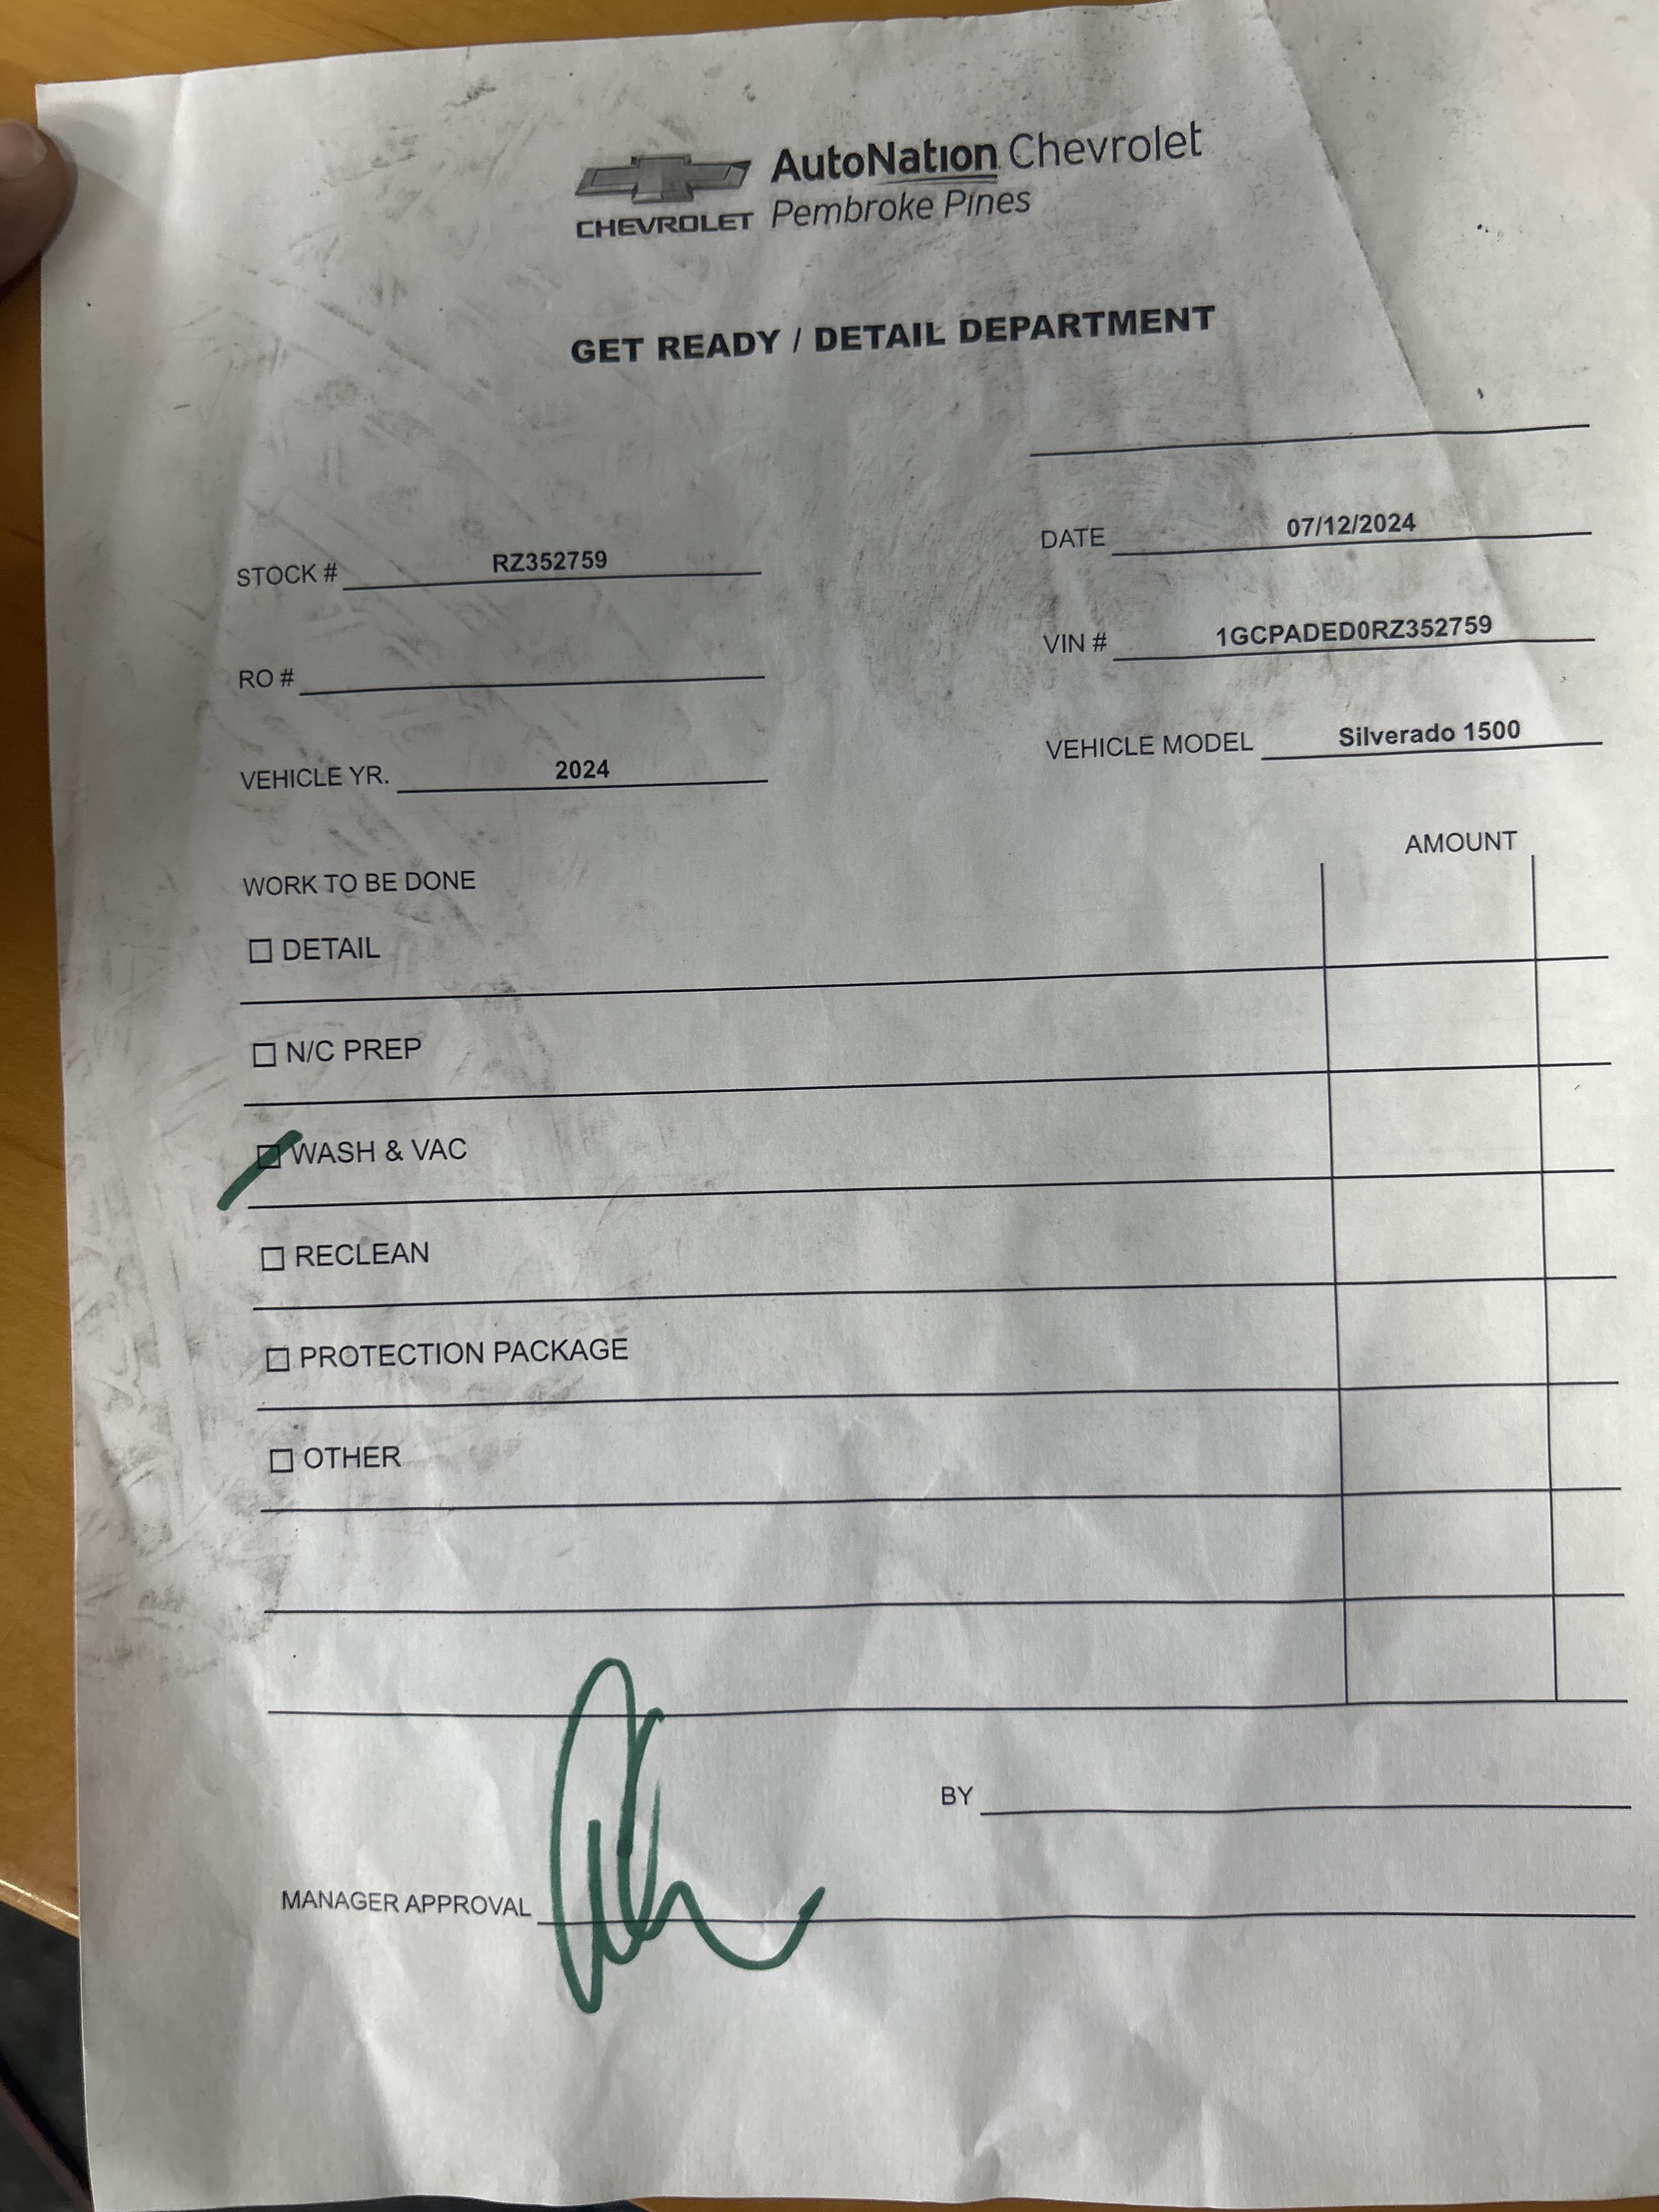 AutoNation Chevrolet
CHEVROLET Pembroke Pines
GET READY / DETAIL DEPARTMENT
STOCK # RZ352759
DATE 07/12/2024
RO #
VIN # 1GCPADED0RZ352759
VEHICLE YR. 2024
VEHICLE MODEL Silverado 1500
WORK TO BE DONE
AMOUNT
DETAIL
N/C PREP
WASH & VAC
RECLEAN
PROTECTION PACKAGE
OTHER
BY
MANAGER APPROVAL